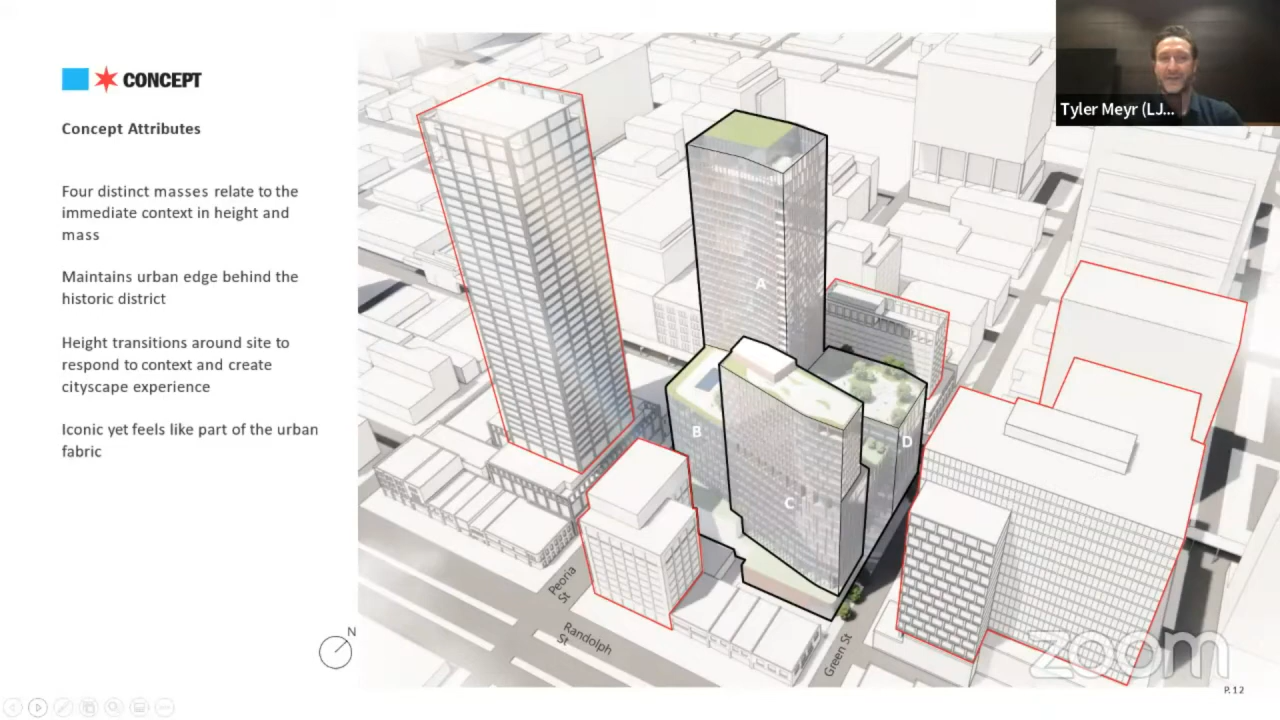 CONCEPT
Concept Attributes
Four distinct masses relate to the
immediate context in height and
mass
Maintains urban edge behind the
historic district
Height transitions around site to
respond to context and create
cityscape experience
Iconic yet feels like part of the urban
fabric
Tyler Meyr (LJ...
A
B
D
C
Peoria
St
Randolph
St
Green St
N
zoom
P.12